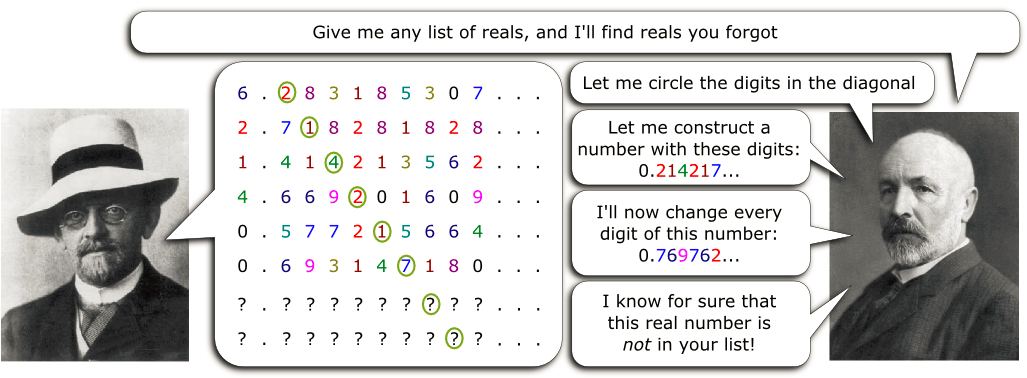 Give me any list of reals, and I'll find reals you forgot
6 . 2 8 3 1 8 5 3 0 7 . . .
2 . 7 1 8 2 8 1 8 2 8 . . .
1 . 4 1 4 2 1 3 5 6 2 . . .
4 . 6 6 9 2 0 1 6 0 9 . . .
0 . 5 7 7 2 1 5 6 6 4 . . .
0 . 6 9 3 1 4 7 1 8 0 . . .
? . ? ? ? ? ? ? ? ? ? . . .
? . ? ? ? ? ? ? ? ? ? . . .
Let me circle the digits in the diagonal
Let me construct a
number with these digits:
0.214217...
I'll now change every
digit of this number:
0.769762...
I know for sure that
this real number is
not in your list!